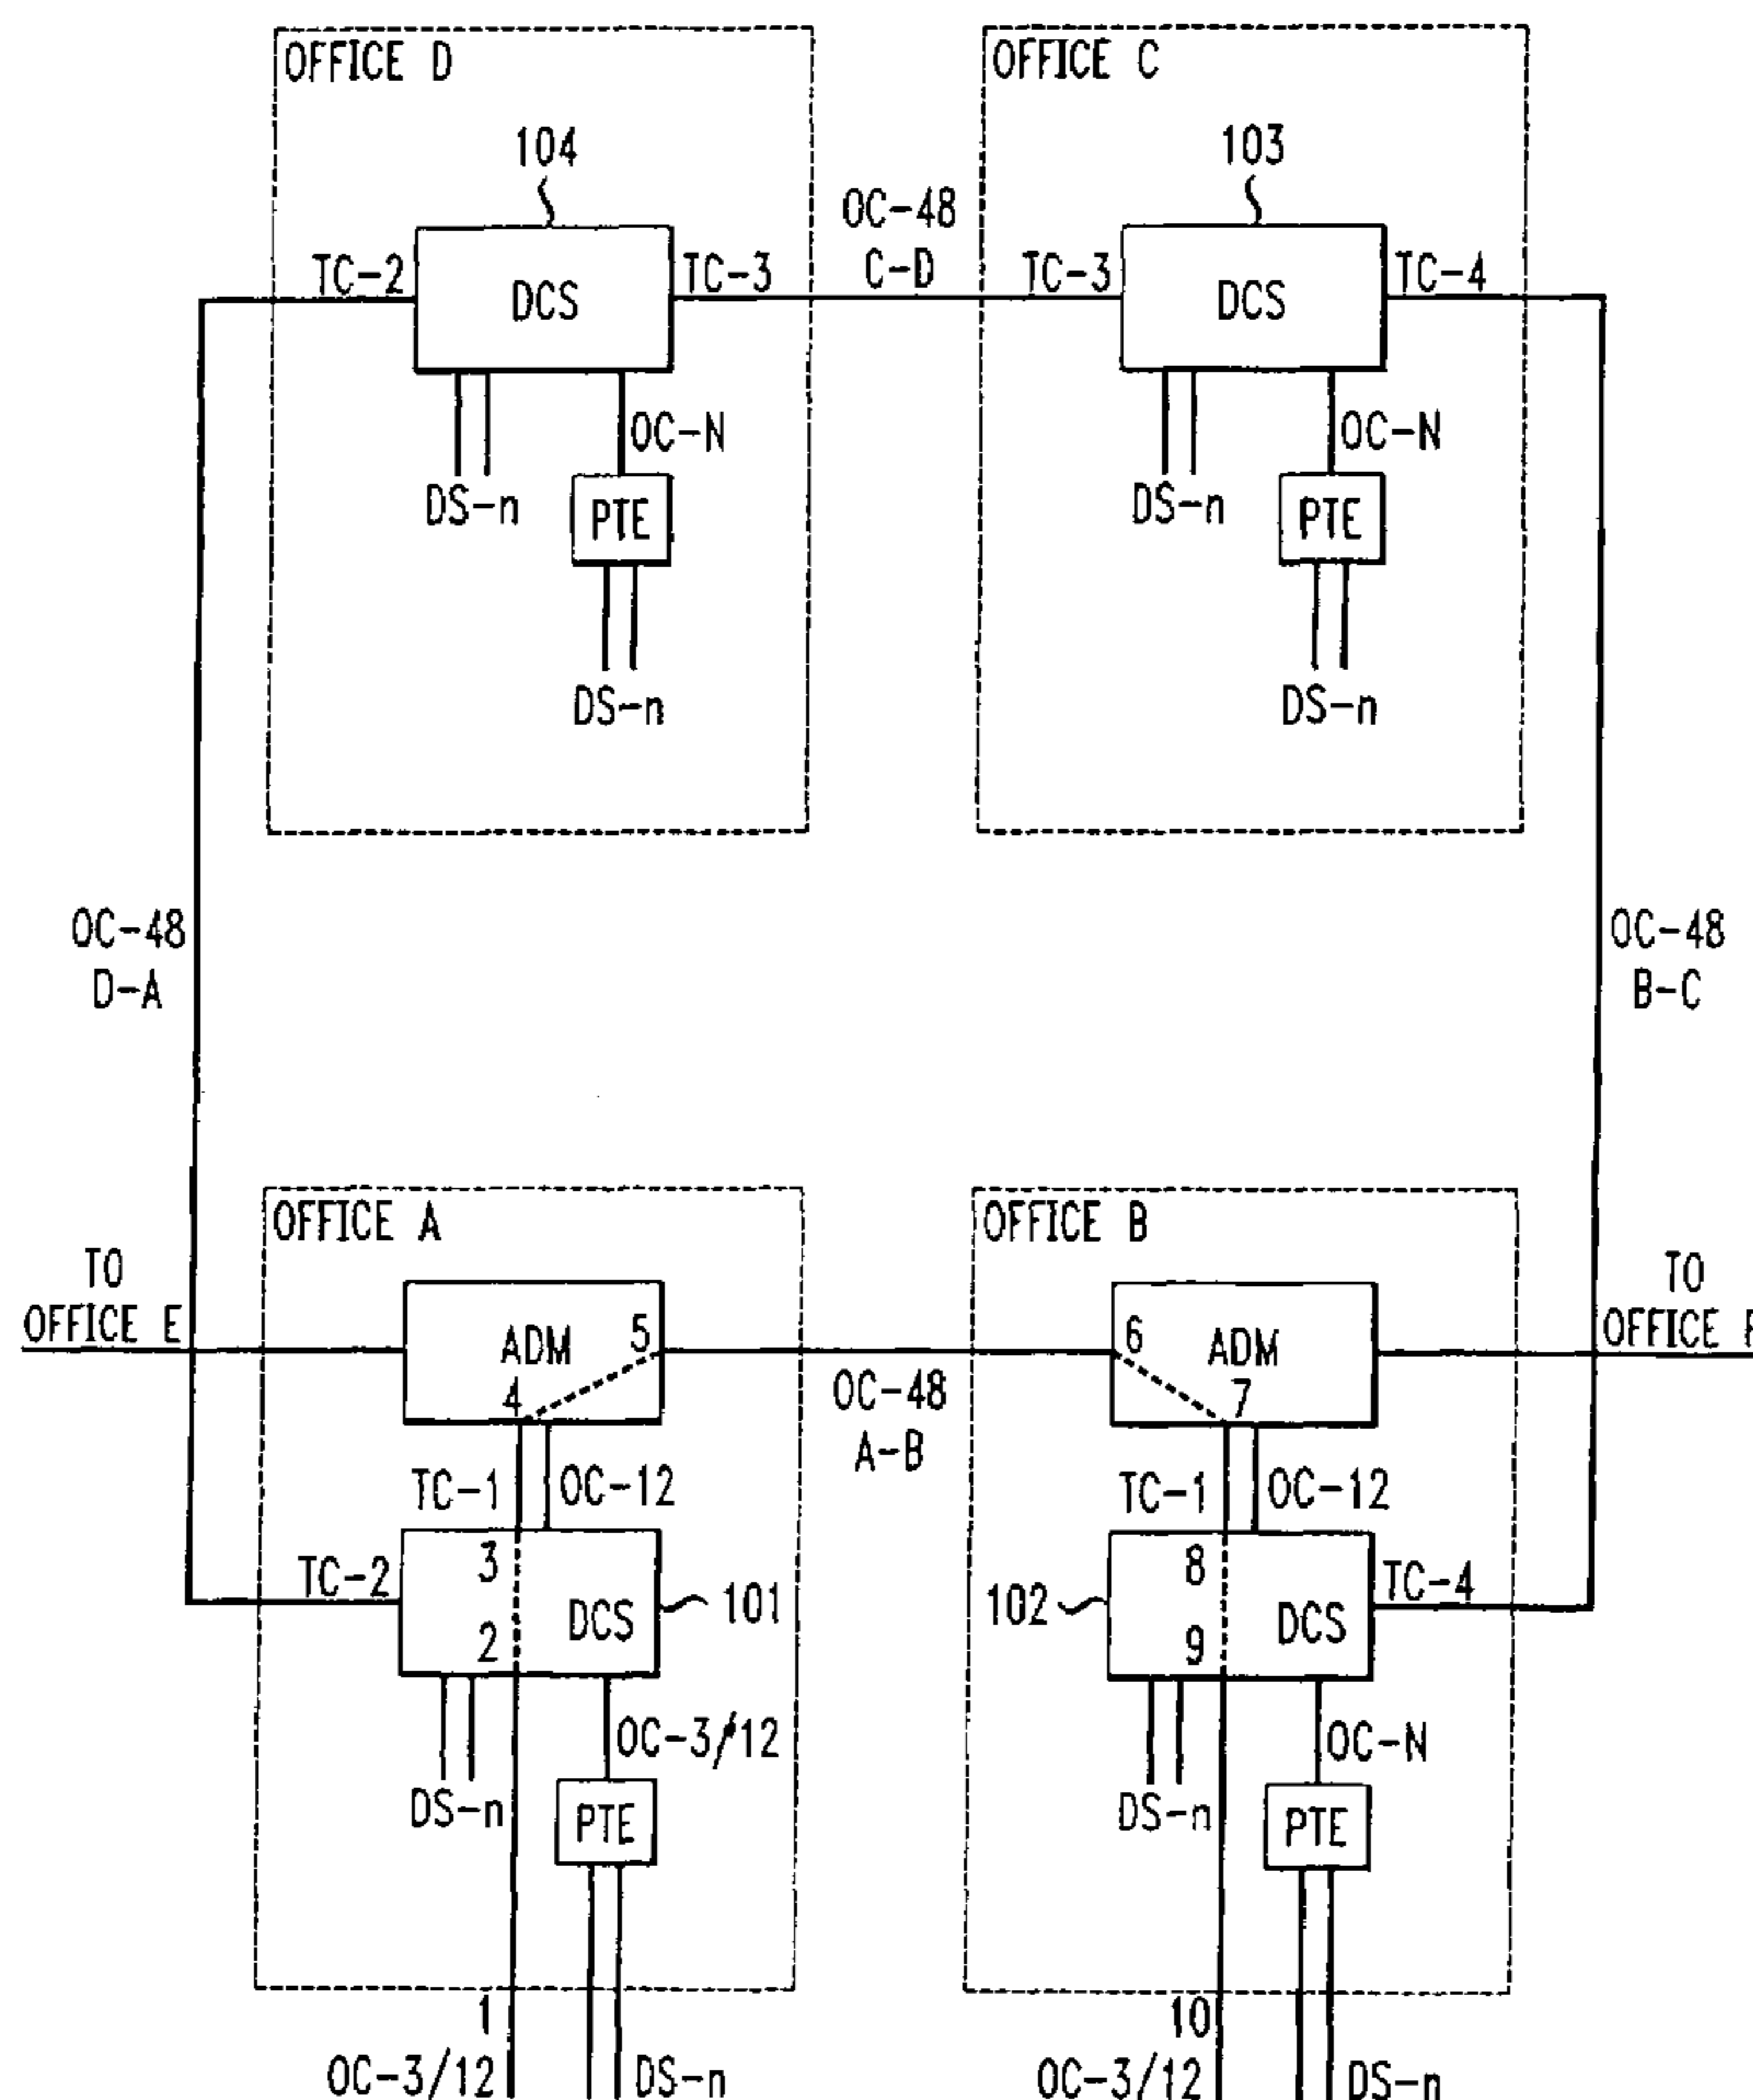 OFFICE D
OFFICE C
104
103
OC-48
C-D
TC-2
TC-3
TC-3
TC-4
DCS
DCS
OC-N
OC-N
DS-n
PTE
DS-n
PTE
DS-n
DS-n
OC-48
D-A
OC-48
B-C
OFFICE A
OFFICE B
TO
OFFICE E
TO
OFFICE
ADM
5
4
6
ADM
7
OC-48
A-B
TC-1
OC-12
TC-1
OC-12
TC-2
3
2
DCS
101
102
8
9
DCS
TC-4
OC-3/12
OC-N
DS-n
PTE
DS-n
PTE
1
OC-3/12
DS-n
10
OC-3/12
DS-n